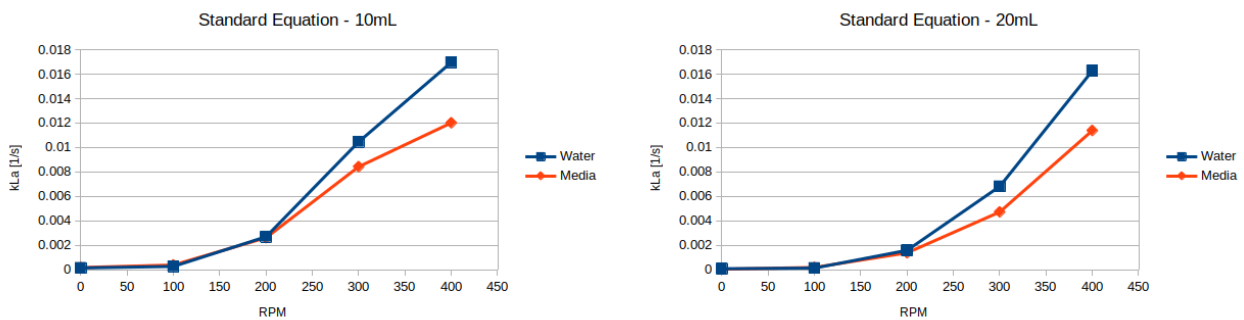 Standard Equation - 10mL
0.018
0.016
0.014
0.012
0.01
0.008
0.006
0.004
0.002
0
kLa [1/s]
0 50 100 150 200 250 300 350 400 450
RPM
Water
Media
Standard Equation - 20mL
0.018
0.016
0.014
0.012
0.01
0.008
0.006
0.004
0.002
0
kLa [1/s]
0 50 100 150 200 250 300 350 400 450
RPM
Water
Media